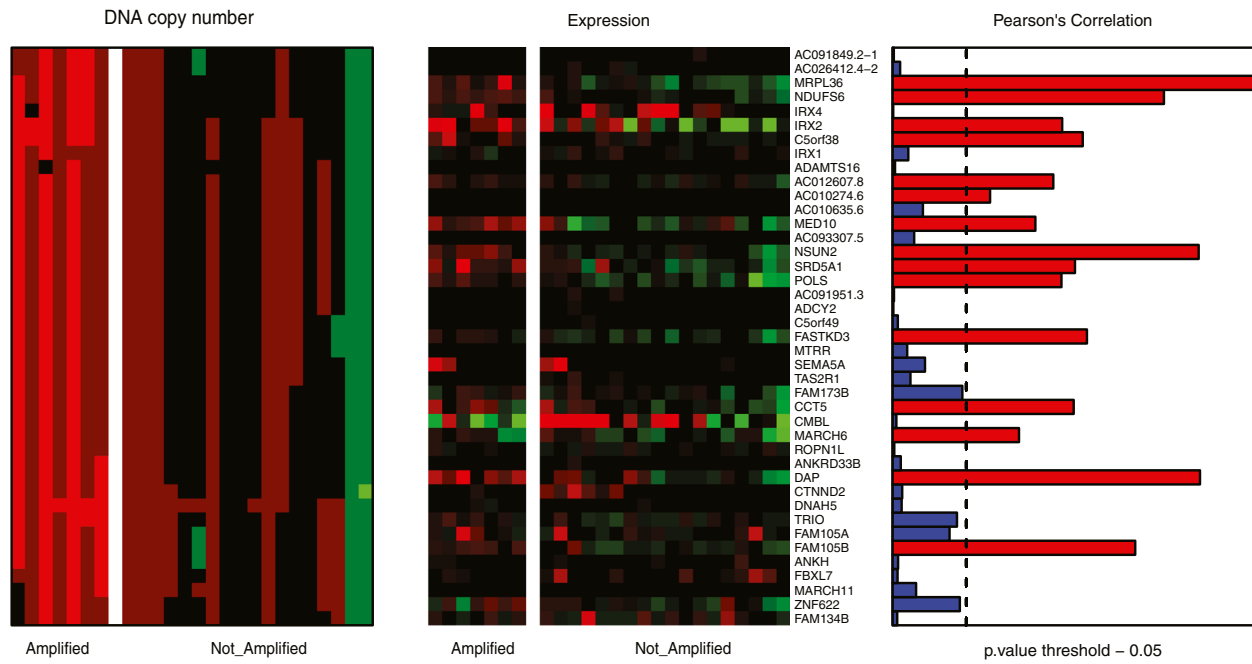 DNA copy number
Expression
Pearson's Correlation
AC091849.2−1
AC026412.4−2
MRPL36
NDUFS6
IRX4
IRX2
C5orf38
IRX1
ADAMTS16
AC012607.8
AC010274.6
AC010635.6
MED10
AC093307.5
NSUN2
SRD5A1
POLS
AC091951.3
ADCY2
C5orf49
FASTKD3
MTRR
SEMA5A
TAS2R1
FAM173B
CCT5
CMBL
MARCH6
ROPN1L
ANKRD33B
DAP
CTNND2
DNAH5
TRIO
FAM105A
FAM105B
ANKH
FBXL7
MARCH11
ZNF622
FAM134B
Amplified
Not_Amplified
Amplified
Not_Amplified
p.value threshold − 0.05